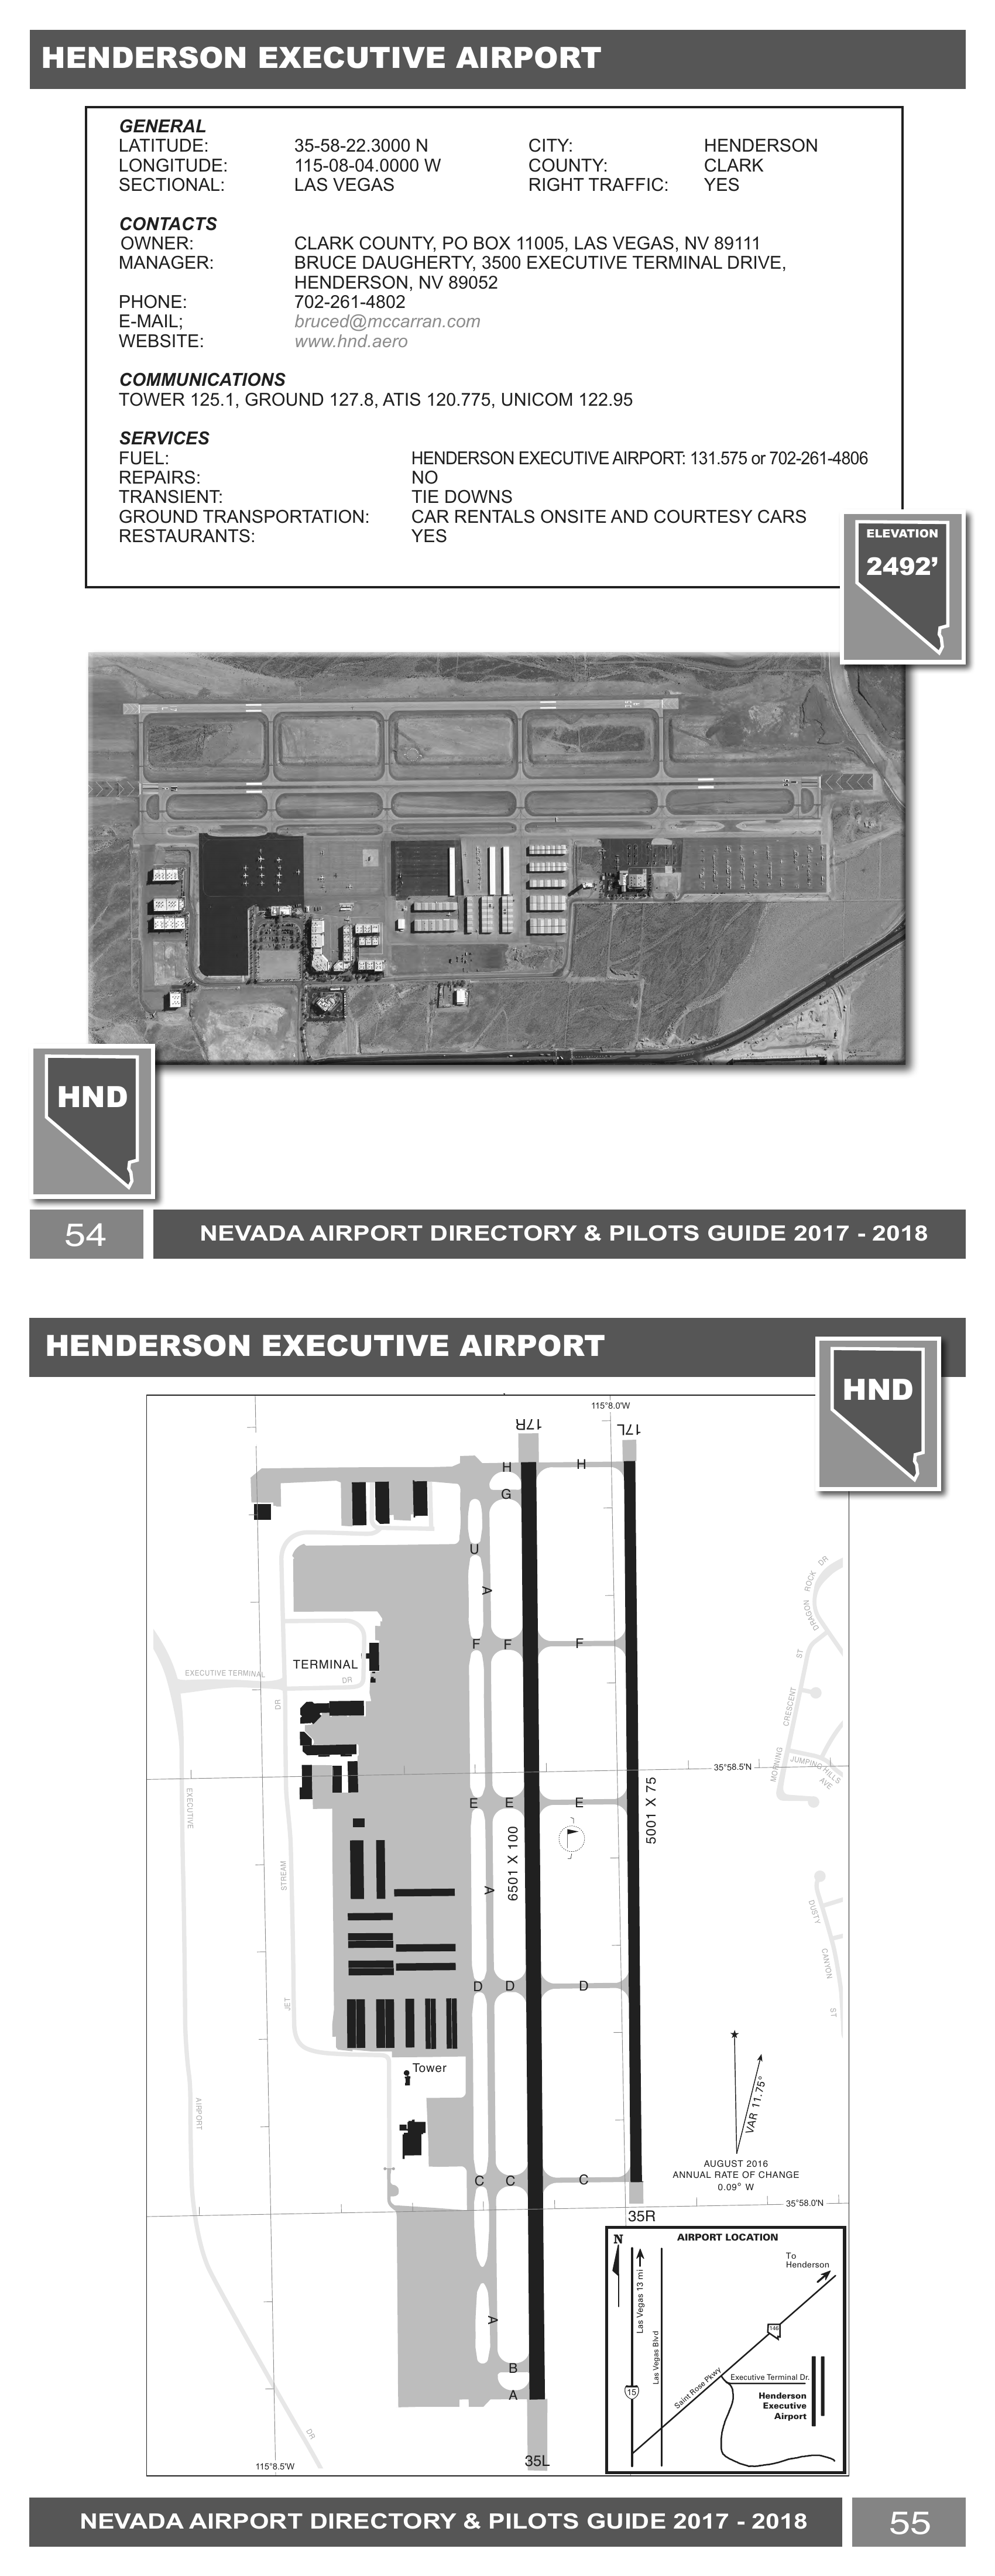 HENDERSON EXECUTIVE AIRPORT
GENERAL
LATITUDE: 35-58-22.3000 N CITY: HENDERSON
LONGITUDE: 115-08-04.0000 W COUNTY: CLARK
SECTIONAL: LAS VEGAS RIGHT TRAFFIC: YES
CONTACTS
OWNER: CLARK COUNTY, PO BOX 11005, LAS VEGAS, NV 89111
MANAGER: BRUCE DAUGHERTY, 3500 EXECUTIVE TERMINAL DRIVE,
HENDERSON, NV 89052
PHONE: 702-261-4802
E-MAIL; bruced@mccarran.com
WEBSITE: www.hnd.aero
COMMUNICATIONS
TOWER 125.1, GROUND 127.8, ATIS 120.775, UNICOM 122.95
SERVICES
FUEL: HENDERSON EXECUTIVE AIRPORT: 131.575 or 702-261-4806
REPAIRS: NO
TRANSIENT: TIE DOWNS
GROUND TRANSPORTATION: CAR RENTALS ONSITE AND COURTESY CARS
RESTAURANTS: YES
ELEVATION
2492’
HND
54 NEVADA AIRPORT DIRECTORY & PILOTS GUIDE 2017 - 2018
HENDERSON EXECUTIVE AIRPORT
HND
115°8.0'W
17R 17L
H H
G
U
A
DRAGON ROCK DR
F F F
TERMINAL
EXECUTIVE TERMINAL DR
DR
MORNING CRESCENT ST
JUMPING HILLS AVE
35°58.5'N
E E E
6501 X 100
5001 X 75
A
EXECUTIVE AIRPORT DR
JET STREAM
DUSTY CANYON ST
D D D
Tower
VAR 11.75°
AUGUST 2016
ANNUAL RATE OF CHANGE
0.09° W
C C C
35°58.0'N
35R
A
B
A
35L
115°8.5'W
N AIRPORT LOCATION
To
Henderson
Las Vegas 13 mi
Las Vegas Blvd
146
Saint Rose Pkwy
Executive Terminal Dr.
15
Henderson
Executive
Airport
NEVADA AIRPORT DIRECTORY & PILOTS GUIDE 2017 - 2018 55